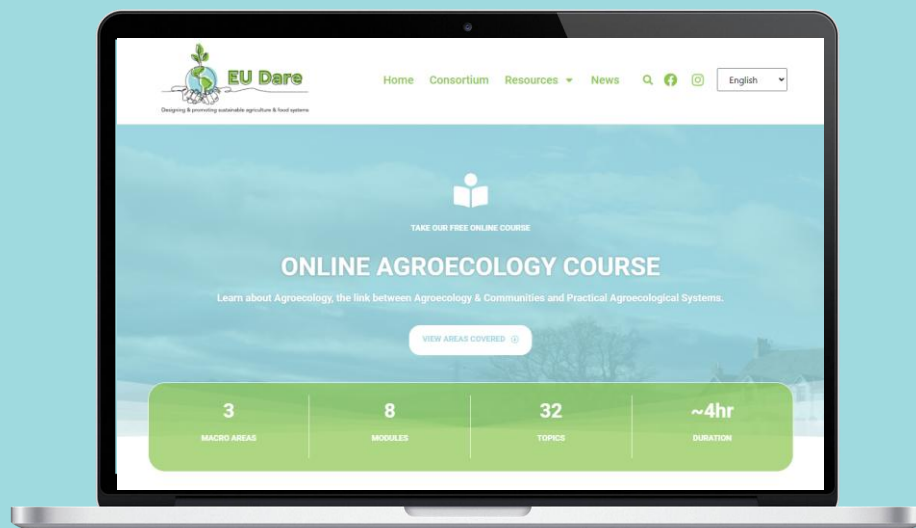 EU Dare
Designing & promoting sustainable agriculture & food systems
Home Consortium Resources News English
TAKE OUR FREE ONLINE COURSE
ONLINE AGROECOLOGY COURSE
Learn about Agroecology, the link between Agroecology & Communities and Practical Agroecological Systems.
VIEW AREAS COVERED
3 8 32 ~4hr
MACRO AREAS MODULES TOPICS DURATION